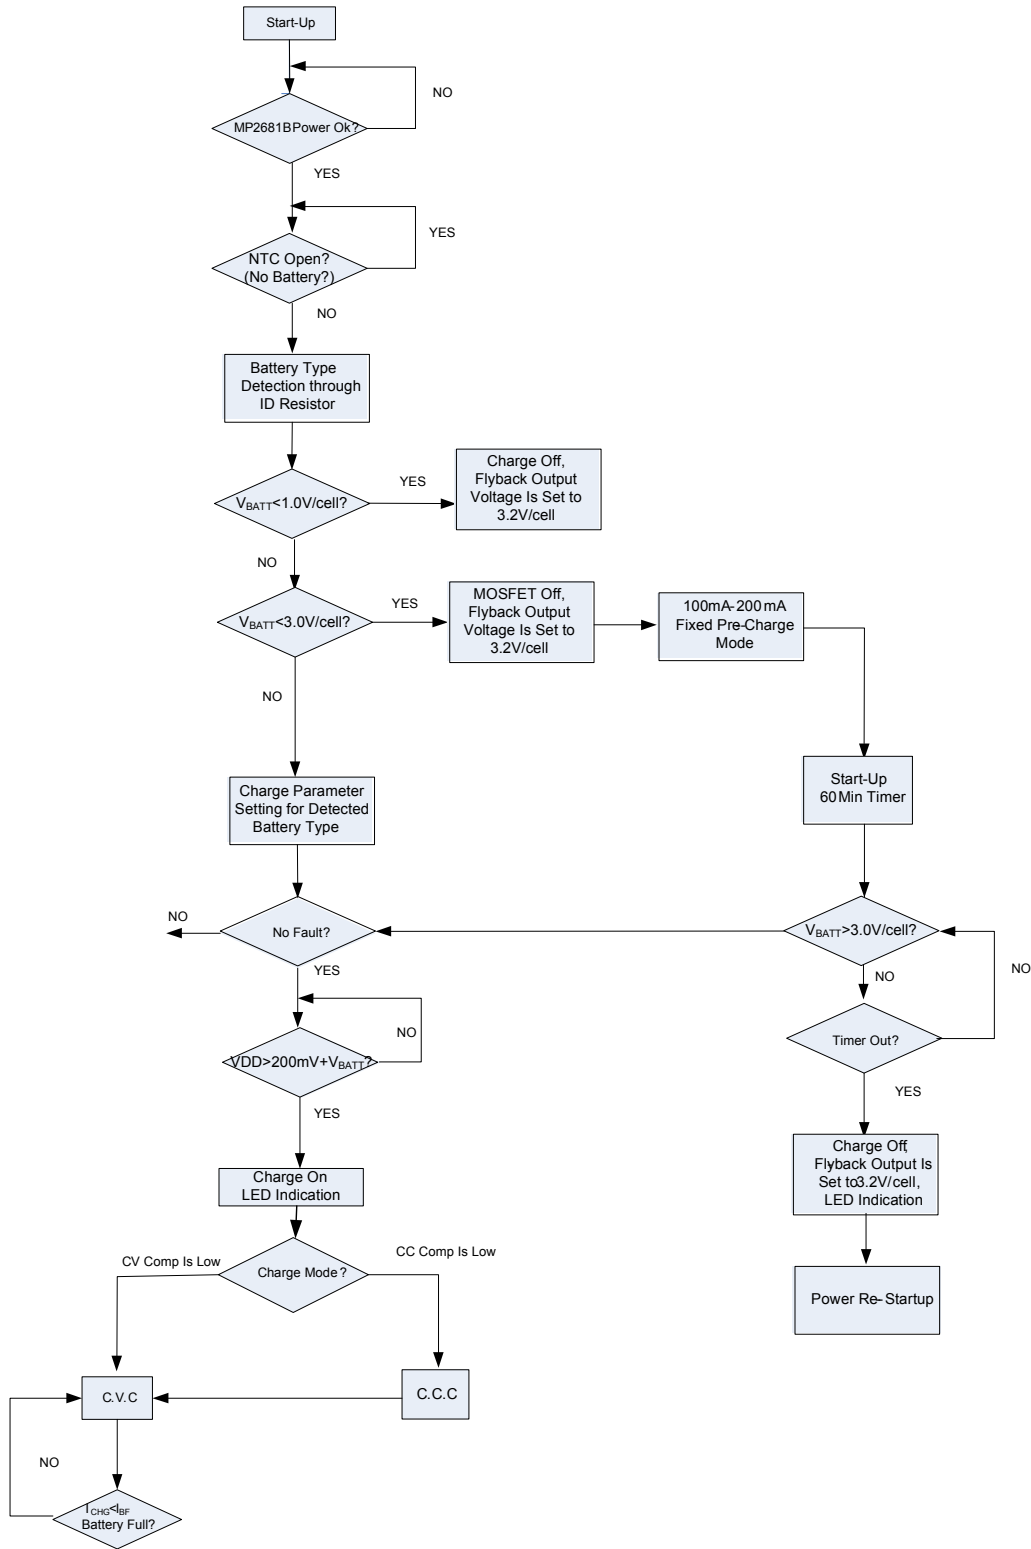 Start-Up
NO
MP2681BPower Ok?
YES
YES
NTC Open?
(No Battery?)
NO
Battery Type
Detection through
ID Resistor
YES
Charge Off,
Flyback Output
Voltage Is Set to
3.2V/cell
VBATT<1.0V/cell?
NO
VBATT<3.0V/cell?
YES
MOSFET Off,
Flyback Output
Voltage Is Set to
3.2V/cell
100mA-200mA
Fixed Pre-Charge
Mode
NO
Start-Up
60Min Timer
Charge Parameter
Setting for Detected
Battery Type
NO
No Fault?
VBATT>3.0V/cell?
NO
YES
NO
NO
Timer Out?
VDD>200mV+VBATT?
YES
YES
Charge Off,
Flyback Output Is
Set to3.2V/cell,
LED Indication
Charge On
LED Indication
CV Comp Is Low
CC Comp Is Low
Charge Mode?
Power Re-Startup
C.V.C
C.C.C
NO
ICHG<IBF
Battery Full?